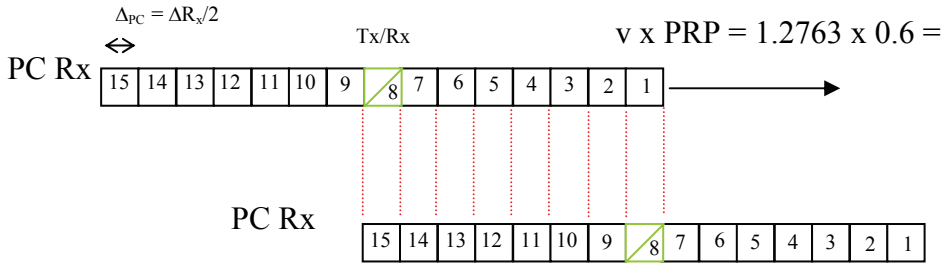 Δ_PC = ΔR_x/2
Tx/Rx
v x PRP = 1.2763 x 0.6 =
PC Rx
15 14 13 12 11 10 9 8 7 6 5 4 3 2 1
PC Rx
15 14 13 12 11 10 9 8 7 6 5 4 3 2 1